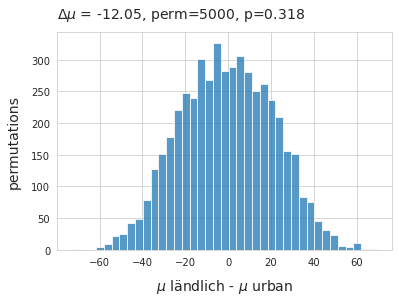 Δμ = -12.05, perm=5000, p=0.318
permutations
300
250
200
150
100
50
0
−60 −40 −20 0 20 40 60
μ ländlich - μ urban